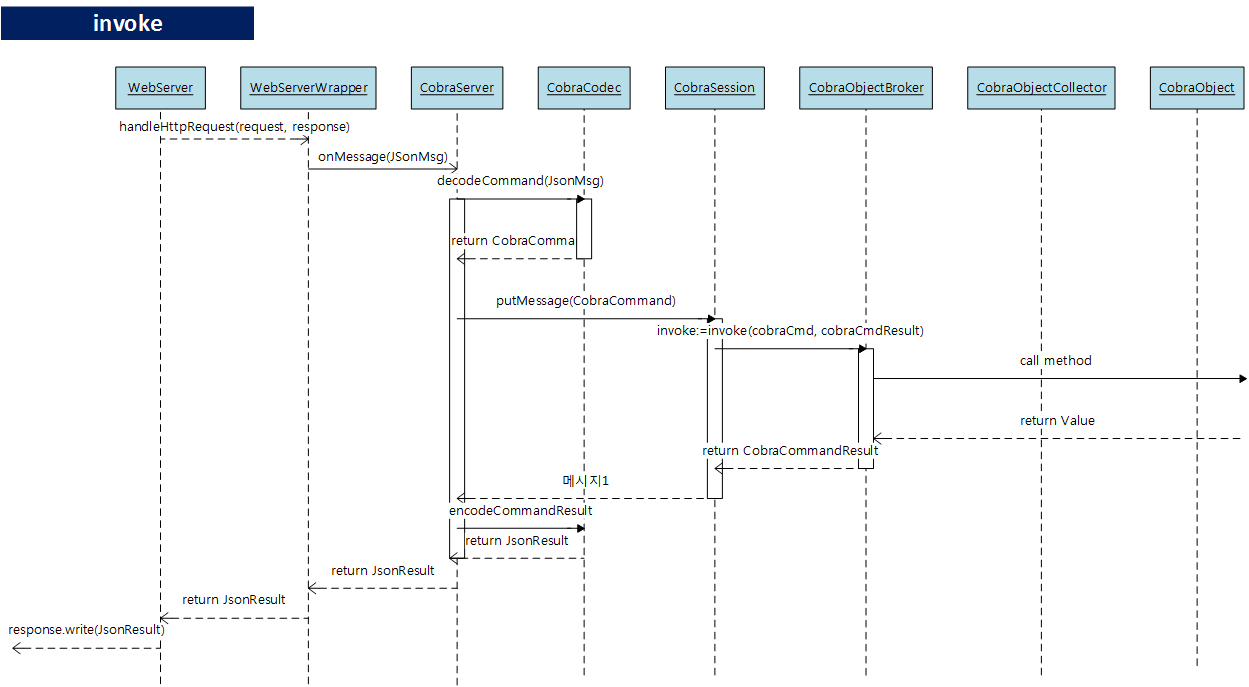 invoke
WebServer
WebServerWrapper
CobraServer
CobraCodec
CobraSession
CobraObjectBroker
CobraObjectCollector
CobraObject
handleHttpRequest(request, response)
onMessage(JSonMsg)
decodeCommand(JsonMsg)
return CobraComma
putMessage(CobraCommand)
invoke:=invoke(cobraCmd, cobraCmdResult)
call method
return Value
return CobraCommandResult
메시지1
encodeCommandResult
return JsonResult
return JsonResult
return JsonResult
response.write(JsonResult)